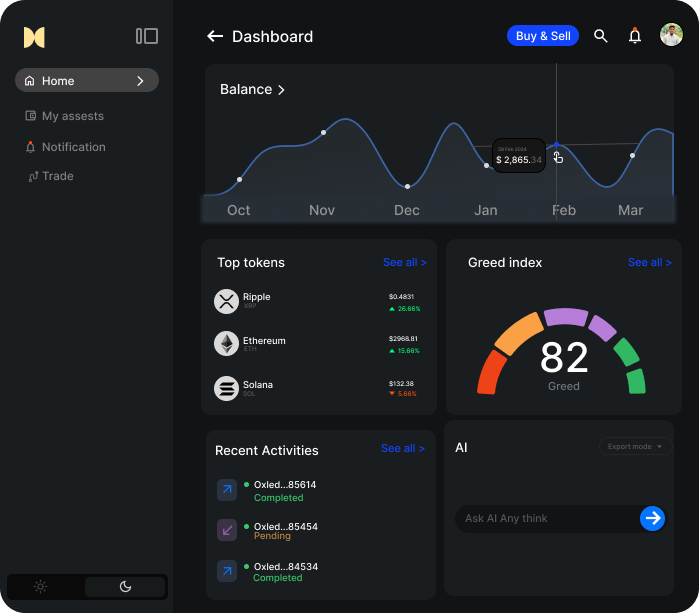 Dashboard
Buy & Sell
Home
My assests
Notification
Trade
Balance >
29 Feb 2024
$ 2,865.34
Oct Nov Dec Jan Feb Mar
Top tokens
See all >
Ripple
XRP
$0.4831
26.66%
Ethereum
ETH
$2968.81
15.66%
Solana
SOL
$132.38
5.66%
Greed index
See all >
82
Greed
Recent Activities
See all >
Oxled...85614
Completed
Oxled...85454
Pending
Oxled...84534
Completed
AI
Export mode
Ask AI Any think